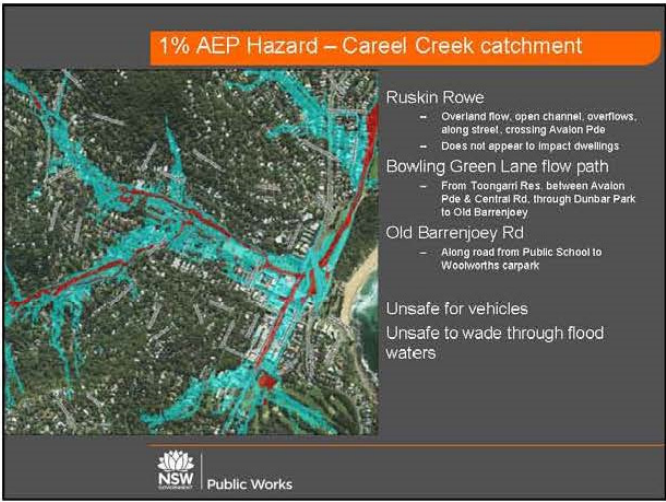 1% AEP Hazard – Careel Creek catchment
Ruskin Rowe
– Overland flow, open channel, overflows,
along street, crossing Avalon Pde
– Does not appear to impact dwellings
Bowling Green Lane flow path
– From Toongarri Res. between Avalon
Pde & Central Rd. through Dunbar Park
to Old Barrenjoey
Old Barrenjoey Rd
– Along road from Public School to
Woolworths carpark
Unsafe for vehicles
Unsafe to wade through flood
waters
NSW
GOVERNMENT
Public Works